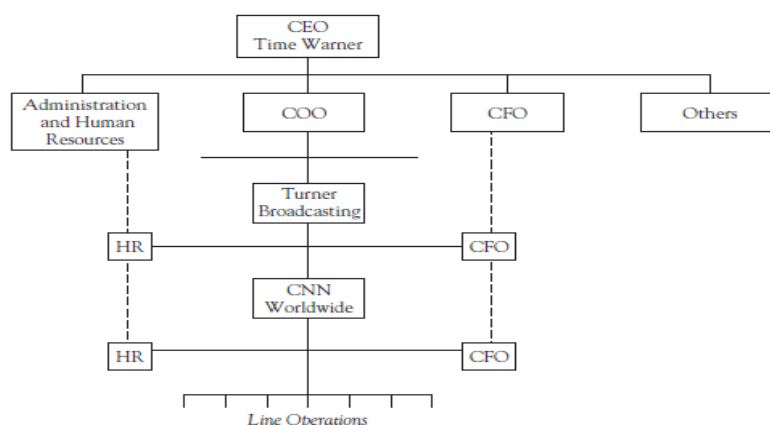 CEO
Time Warner
Administration
and Human
Resources
COO
CFO
Others
Turner
Broadcasting
HR
CFO
CNN
Worldwide
HR
CFO
Line Operations